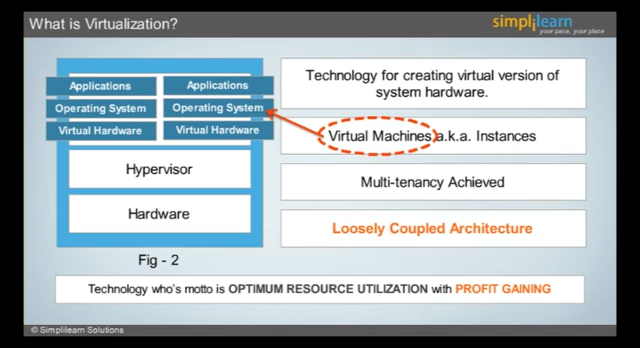 What is Virtualization?
simplilearn
your pace, your place
Applications
Operating System
Virtual Hardware
Applications
Operating System
Virtual Hardware
Hypervisor
Hardware
Fig - 2
Technology for creating virtual version of
system hardware.
Virtual Machines a.k.a. Instances
Multi-tenancy Achieved
Loosely Coupled Architecture
Technology who's motto is OPTIMUM RESOURCE UTILIZATION with PROFIT GAINING
© Simplilearn Solutions